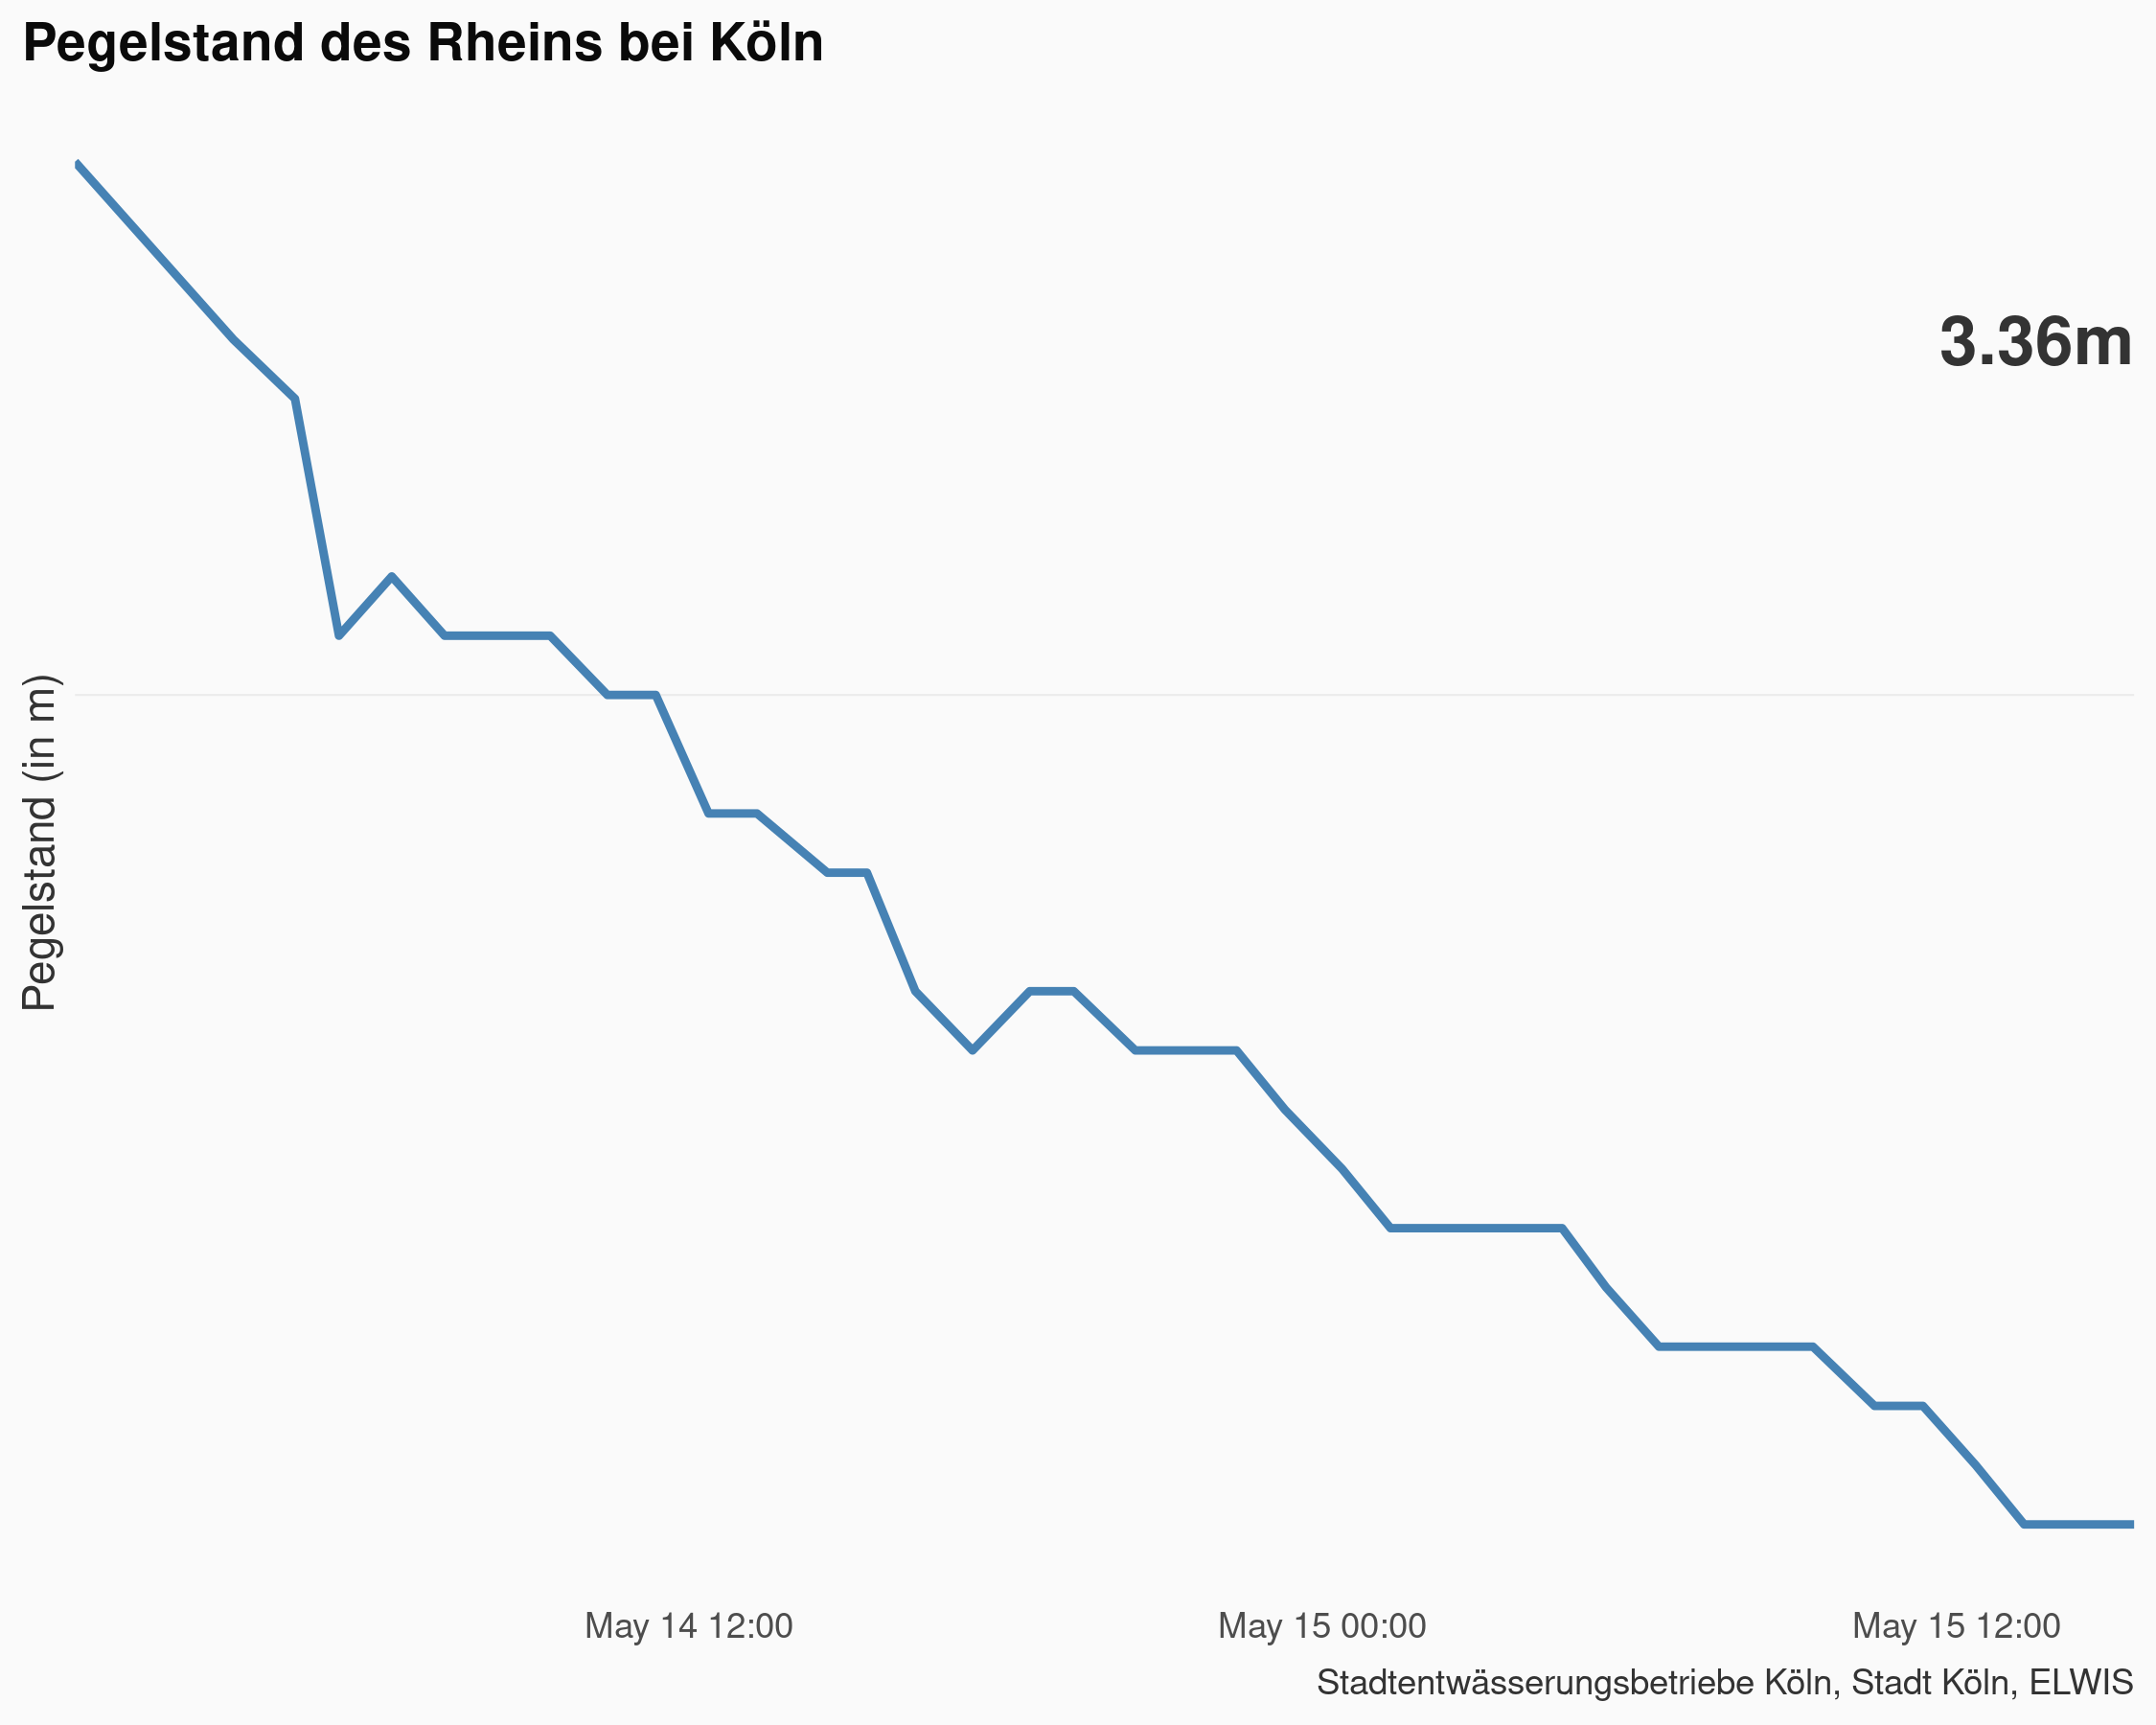 Pegelstand des Rheins bei Köln
3.36m
Pegelstand (in m)
May 14 12:00
May 15 00:00
May 15 12:00
Stadtentwässerungsbetriebe Köln, Stadt Köln, ELWIS